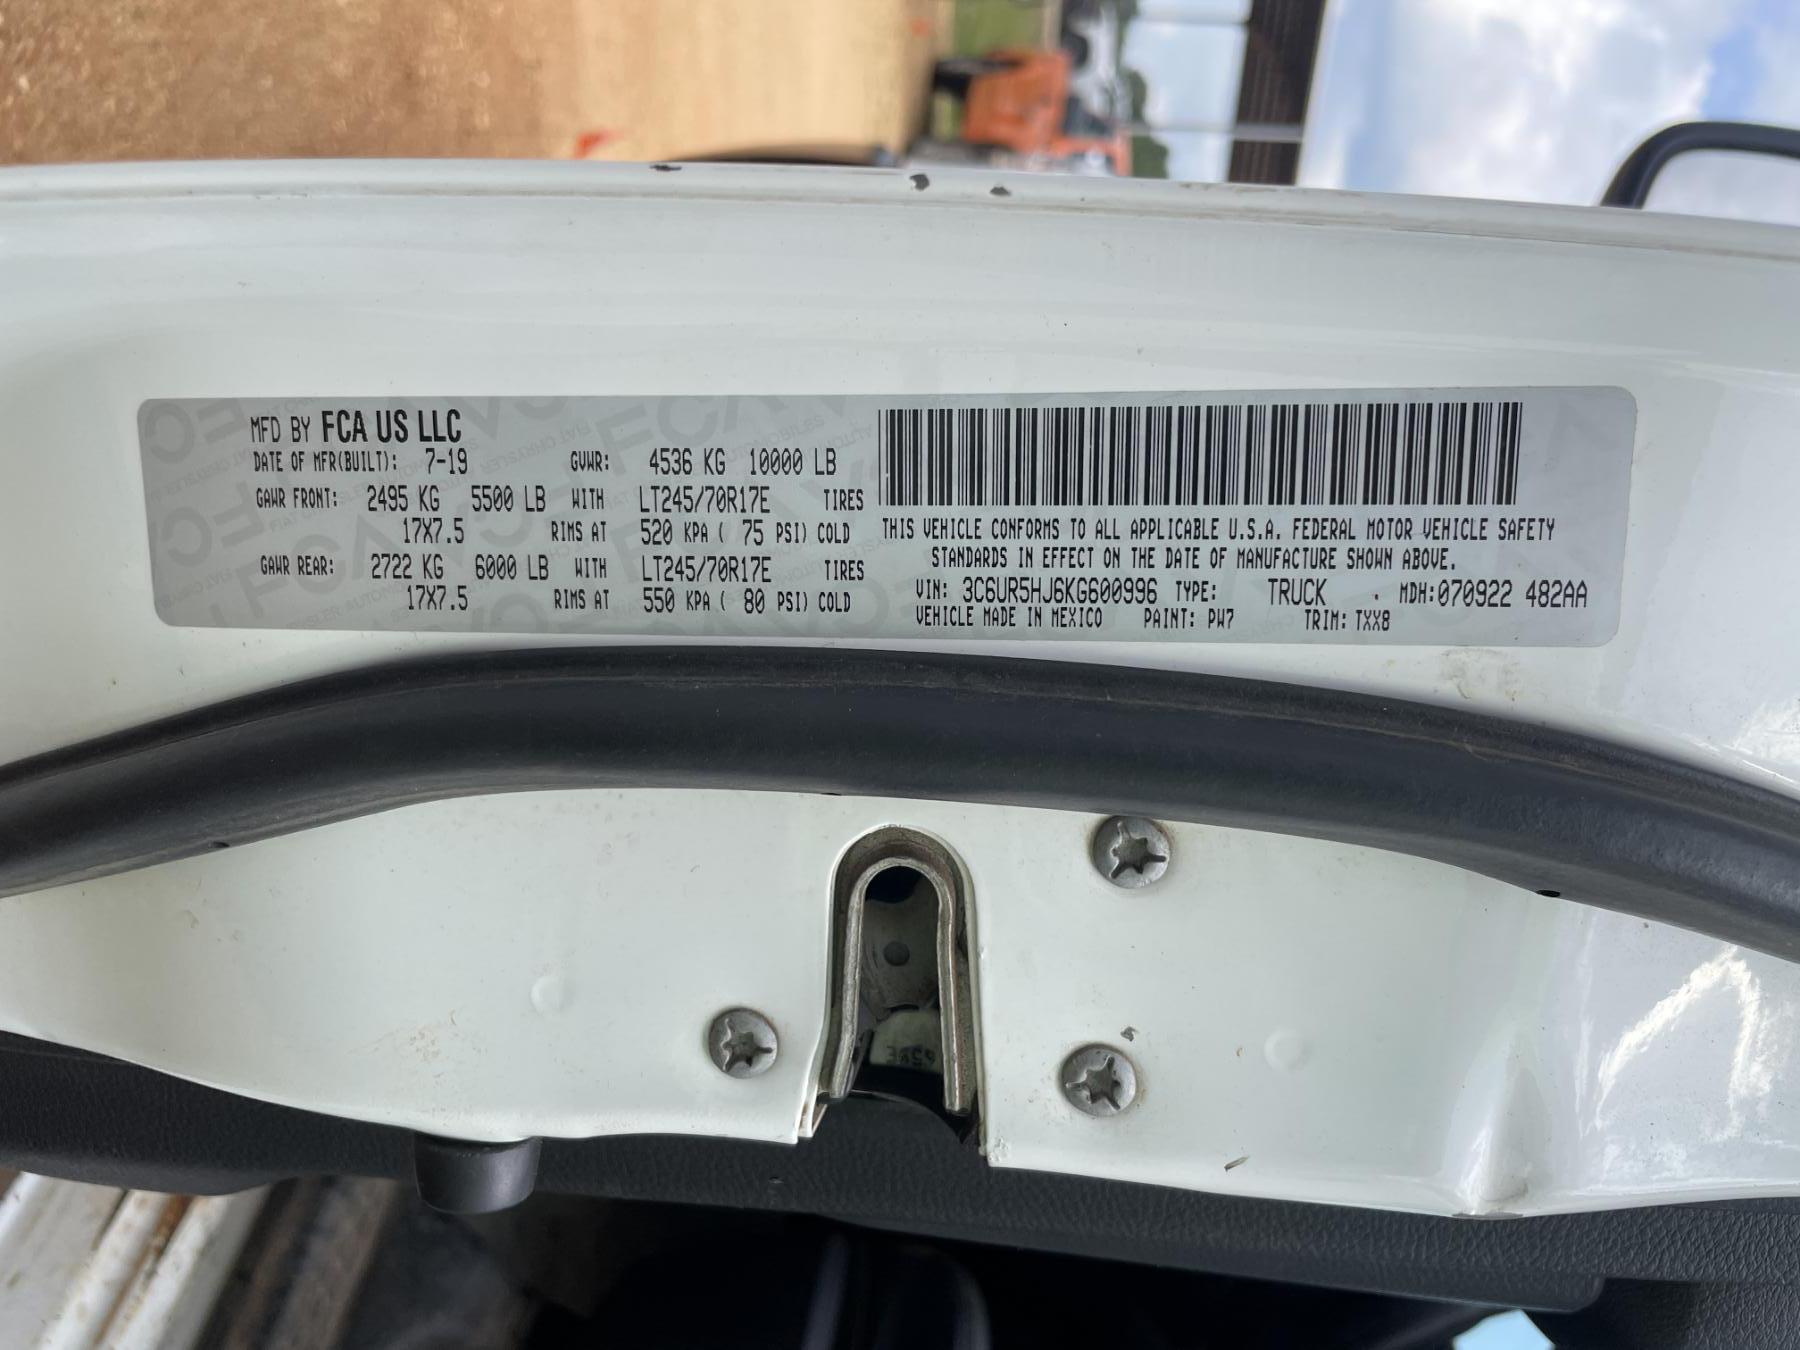 MFD BY FCA US LLC
DATE OF MFR(BUILT): 7-19 GVWR: 4536 KG 10000 LB
GAWR FRONT: 2495 KG 5500 LB WITH LT245/70R17E TIRES
17X7.5 RIMS AT 520 KPA ( 75 PSI) COLD
GAWR REAR: 2722 KG 6000 LB WITH LT245/70R17E TIRES
17X7.5 RIMS AT 550 KPA ( 80 PSI) COLD
THIS VEHICLE CONFORMS TO ALL APPLICABLE U.S.A. FEDERAL MOTOR VEHICLE SAFETY
STANDARDS IN EFFECT ON THE DATE OF MANUFACTURE SHOWN ABOVE.
VIN: 3C6UR5HJ6KG600996 TYPE: TRUCK . MDH:070922 482AA
VEHICLE MADE IN MEXICO PAINT: PW7 TRIM: TXX8